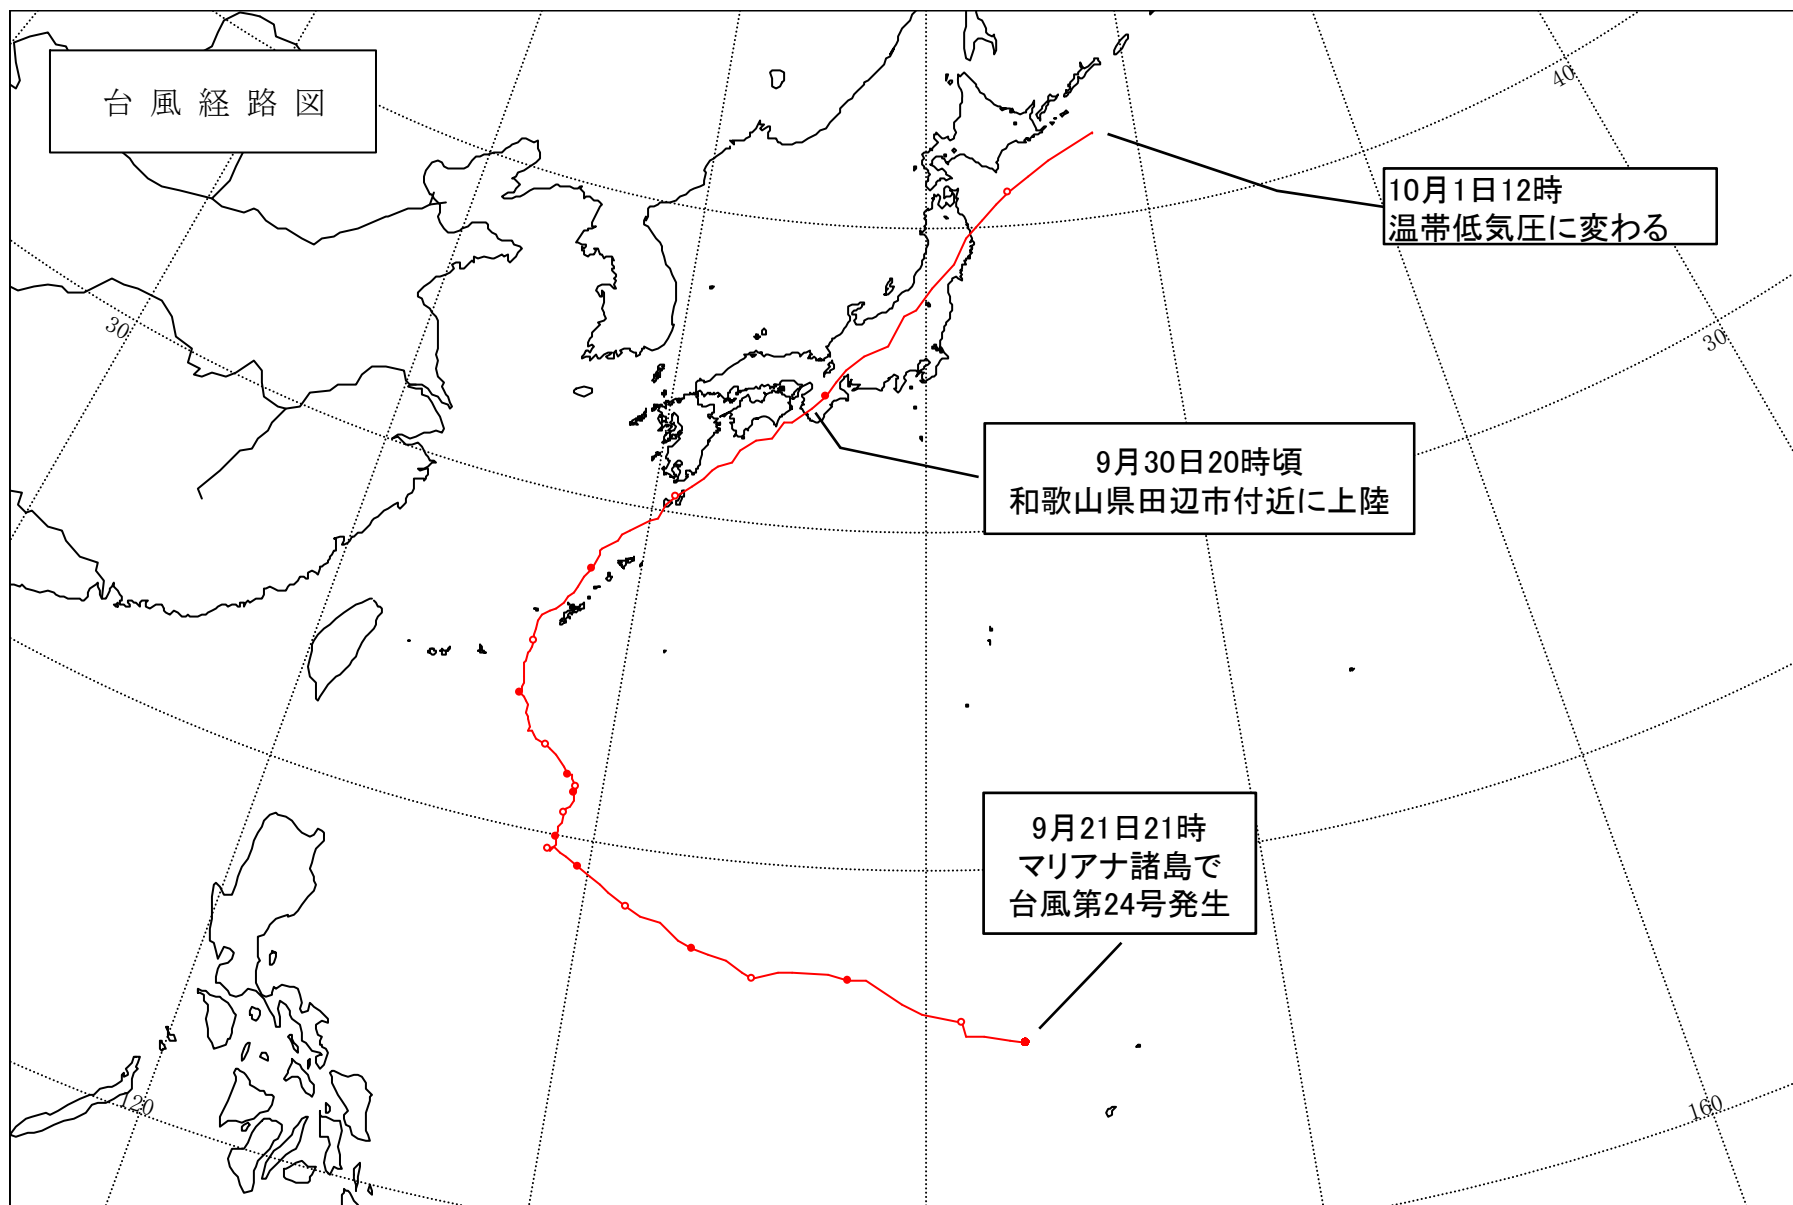 台風経路図
40
10月1日12時
温帯低気圧に変わる
30
30
9月30日20時頃
和歌山県田辺市付近に上陸
9月21日21時
マリアナ諸島で
台風第24号発生
120
160